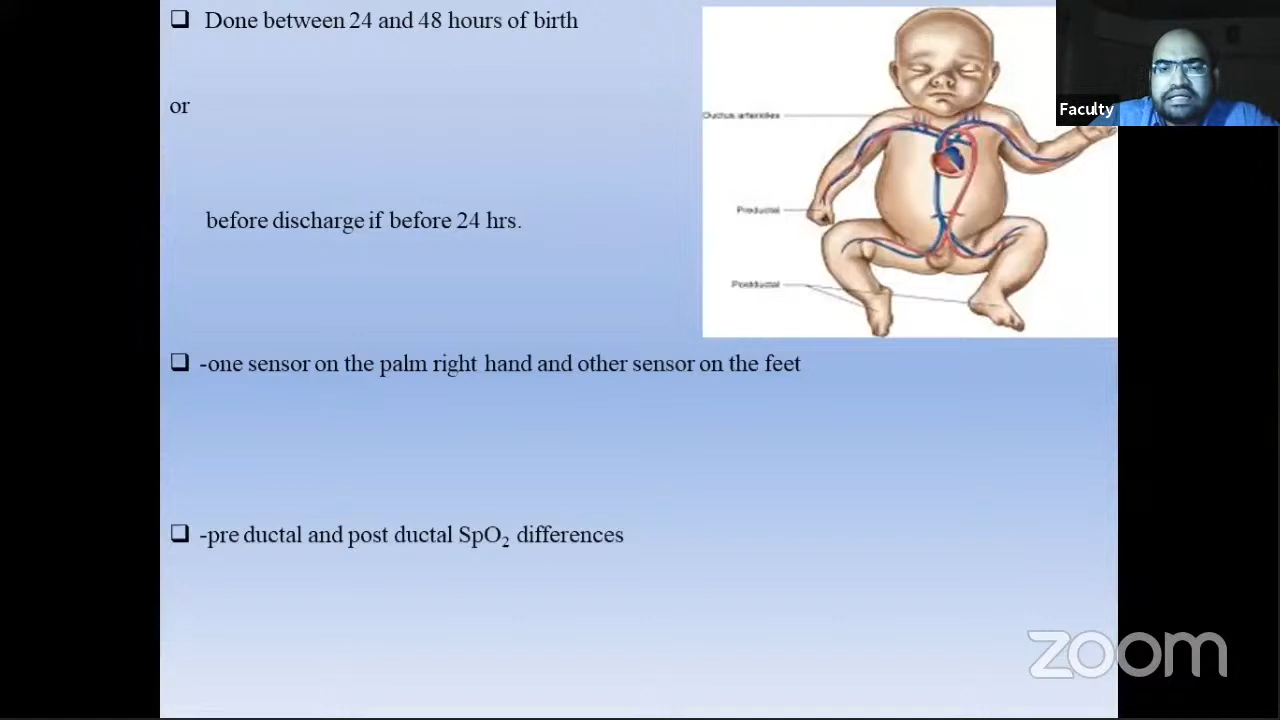 Done between 24 and 48 hours of birth
or
before discharge if before 24 hrs.
Ductus arteriosus
Preductal
Postductal
-one sensor on the palm right hand and other sensor on the feet
-pre ductal and post ductal SpO₂ differences
Faculty
zoom